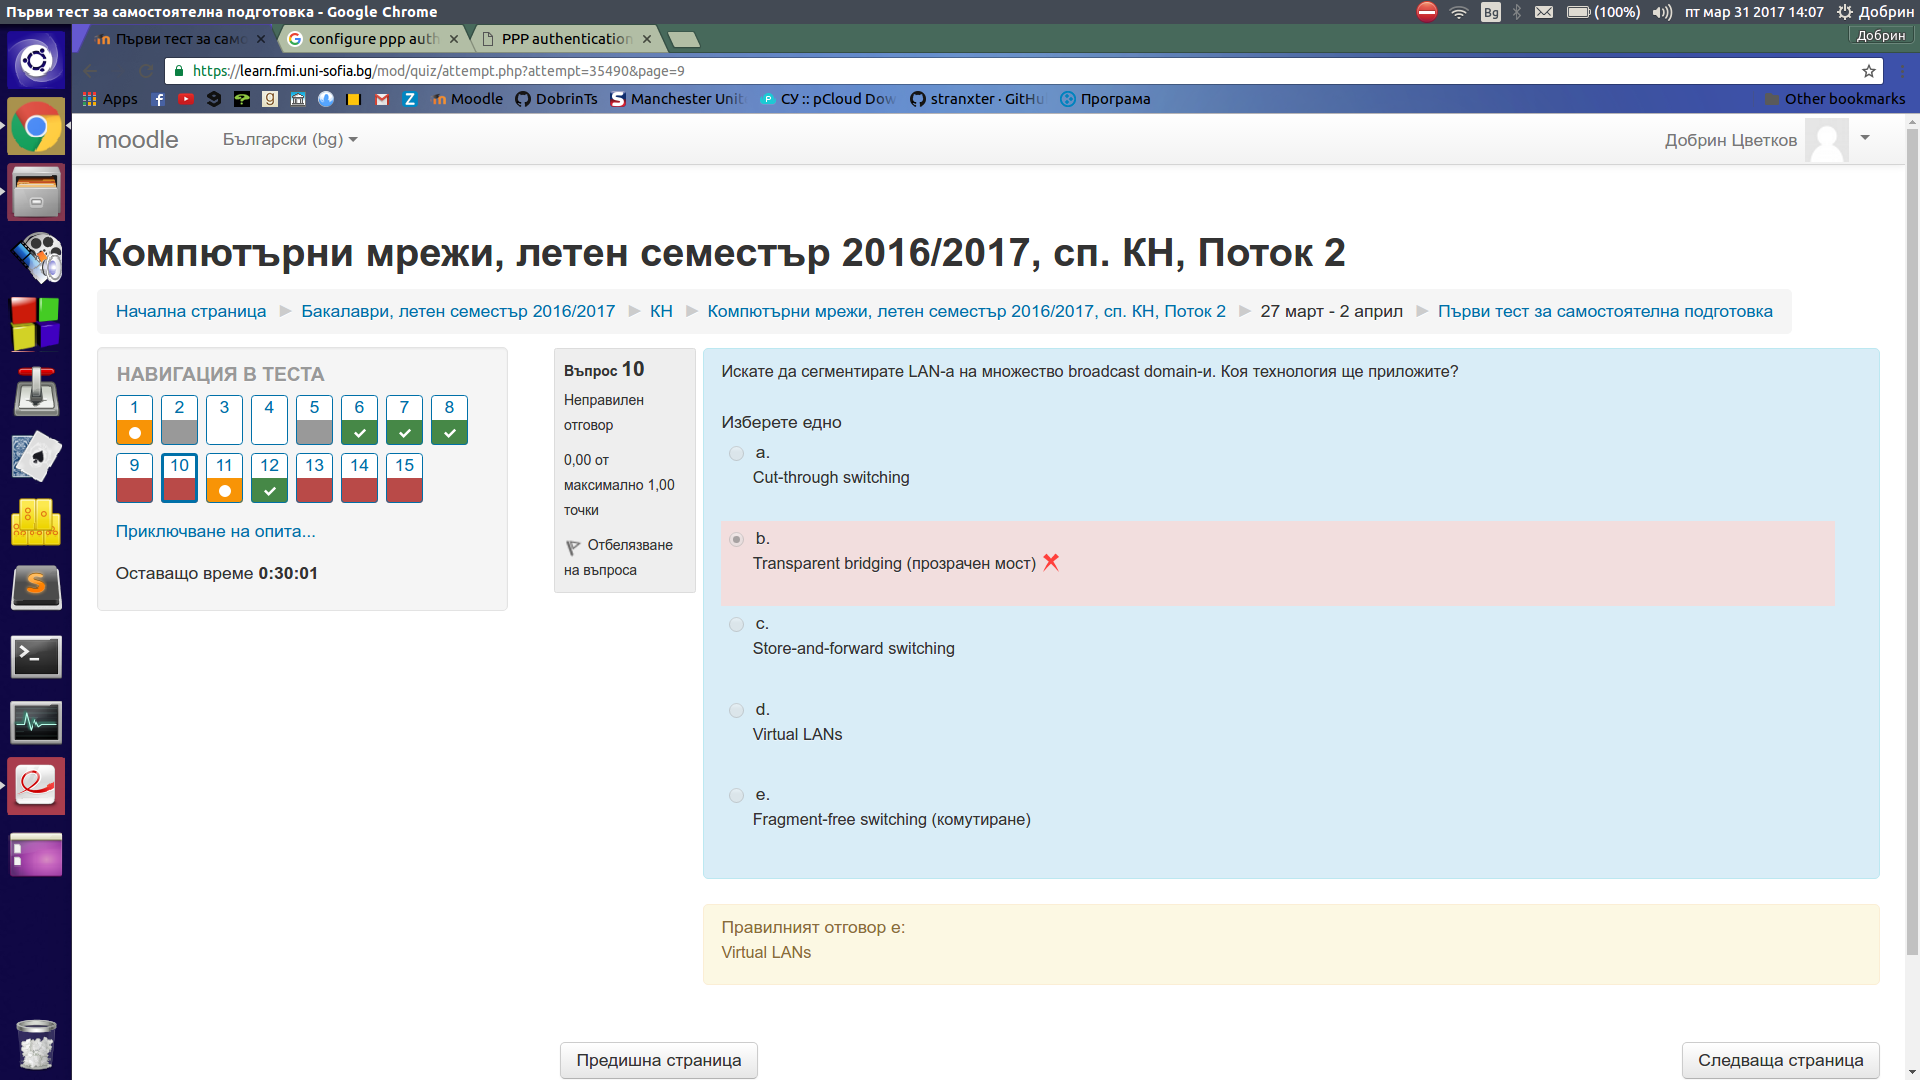 Първи тест за самостоятелна подготовка - Google Chrome
Bg
(100%)
пт мар 31 2017 14:07
Добрин
Първи тест за само
configure ppp auth
PPP authentication
Добрин
https://learn.fmi.uni-sofia.bg/mod/quiz/attempt.php?attempt=35490&page=9
Apps
Moodle
DobrinTs
Manchester Unit
СУ :: pCloud Dow
stranxter · GitHu
Програма
Other bookmarks
moodle
Български (bg)
Добрин Цветков
Компютърни мрежи, летен семестър 2016/2017, сп. КН, Поток 2
Начална страница
Бакалаври, летен семестър 2016/2017
КН
Компютърни мрежи, летен семестър 2016/2017, сп. КН, Поток 2
27 март - 2 април
Първи тест за самостоятелна подготовка
НАВИГАЦИЯ В ТЕСТА
1 2 3 4 5 6 7 8
9 10 11 12 13 14 15
Приключване на опита...
Оставащо време 0:30:01
Въпрос 10
Неправилен
отговор
0,00 от
максимално 1,00
точки
Отбелязване
на въпроса
Искате да сегментирате LAN-а на множество broadcast domain-и. Коя технология ще приложите?
Изберете едно
a.
Cut-through switching
b.
Transparent bridging (прозрачен мост)
c.
Store-and-forward switching
d.
Virtual LANs
e.
Fragment-free switching (комутиране)
Правилният отговор е:
Virtual LANs
Предишна страница
Следваща страница